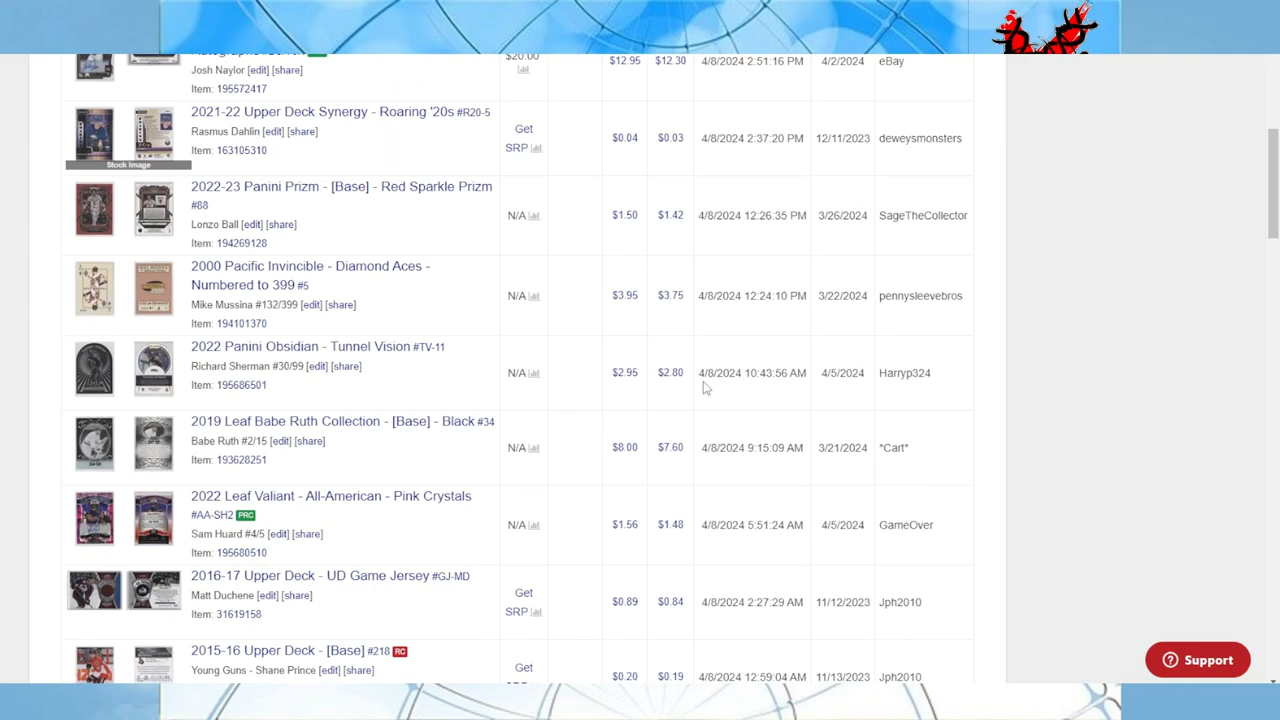 $20.00
$12.95 $12.30 4/8/2024 2:51:16 PM 4/2/2024 eBay
Josh Naylor [edit] [share]
Item: 195572417
2021-22 Upper Deck Synergy - Roaring '20s #R20-5
Rasmus Dahlin [edit] [share]
Item: 163105310
Stock Image
Get
SRP
$0.04 $0.03 4/8/2024 2:37:20 PM 12/11/2023 deweysmonsters
2022-23 Panini Prizm - [Base] - Red Sparkle Prizm
#88
Lonzo Ball [edit] [share]
Item: 194269128
N/A $1.50 $1.42 4/8/2024 12:26:35 PM 3/26/2024 SageTheCollector
2000 Pacific Invincible - Diamond Aces -
Numbered to 399 #5
Mike Mussina #132/399 [edit] [share]
Item: 194101370
N/A $3.95 $3.75 4/8/2024 12:24:10 PM 3/22/2024 pennysleevebros
2022 Panini Obsidian - Tunnel Vision #TV-11
Richard Sherman #30/99 [edit] [share]
Item: 195686501
N/A $2.95 $2.80 4/8/2024 10:43:56 AM 4/5/2024 Harryp324
2019 Leaf Babe Ruth Collection - [Base] - Black #34
Babe Ruth #2/15 [edit] [share]
Item: 193628251
N/A $8.00 $7.60 4/8/2024 9:15:09 AM 3/21/2024 *Cart*
2022 Leaf Valiant - All-American - Pink Crystals
#AA-SH2 PRC
Sam Huard #4/5 [edit] [share]
Item: 195680510
N/A $1.56 $1.48 4/8/2024 5:51:24 AM 4/5/2024 GameOver
2016-17 Upper Deck - UD Game Jersey #GJ-MD
Matt Duchene [edit] [share]
Item: 31619158
Get
SRP
$0.89 $0.84 4/8/2024 2:27:29 AM 11/12/2023 Jph2010
2015-16 Upper Deck - [Base] #218 RC
Young Guns - Shane Prince [edit] [share]
Get
$0.20 $0.19 4/8/2024 12:59:04 AM 11/13/2023 Jph2010
Support